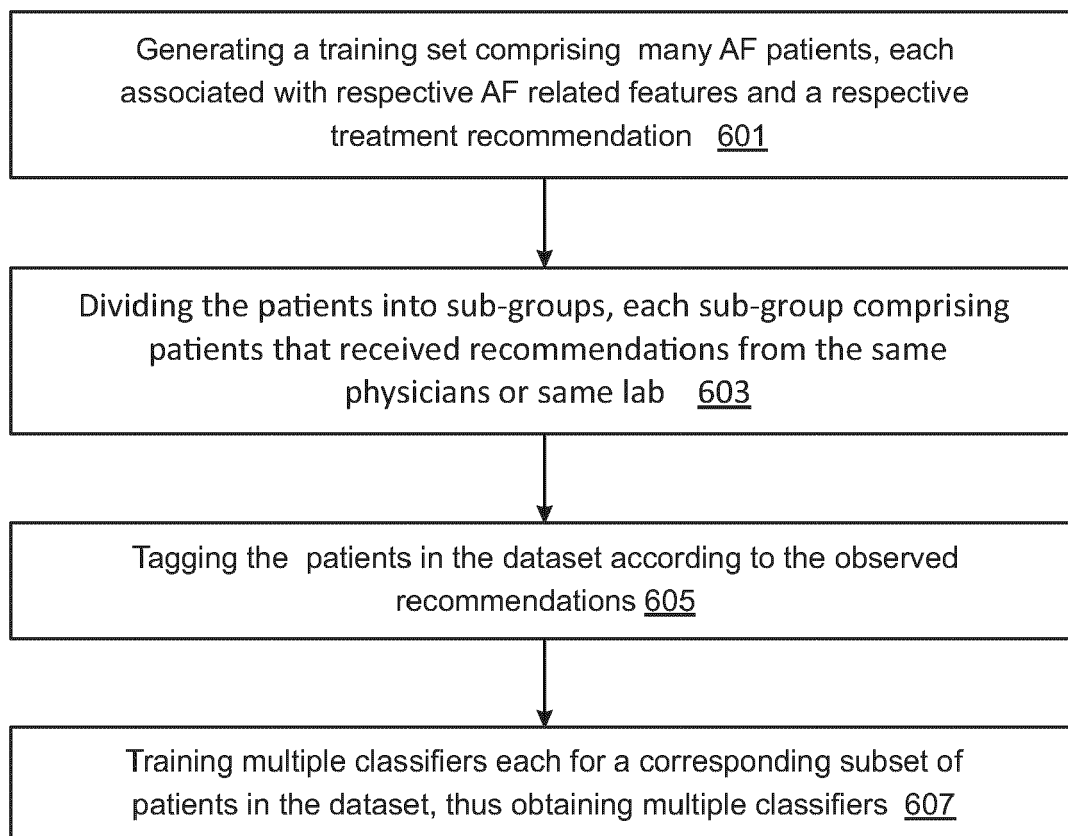 Generating a training set comprising many AF patients, each
associated with respective AF related features and a respective
treatment recommendation 601
Dividing the patients into sub-groups, each sub-group comprising
patients that received recommendations from the same
physicians or same lab 603
Tagging the patients in the dataset according to the observed
recommendations 605
Training multiple classifiers each for a corresponding subset of
patients in the dataset, thus obtaining multiple classifiers 607